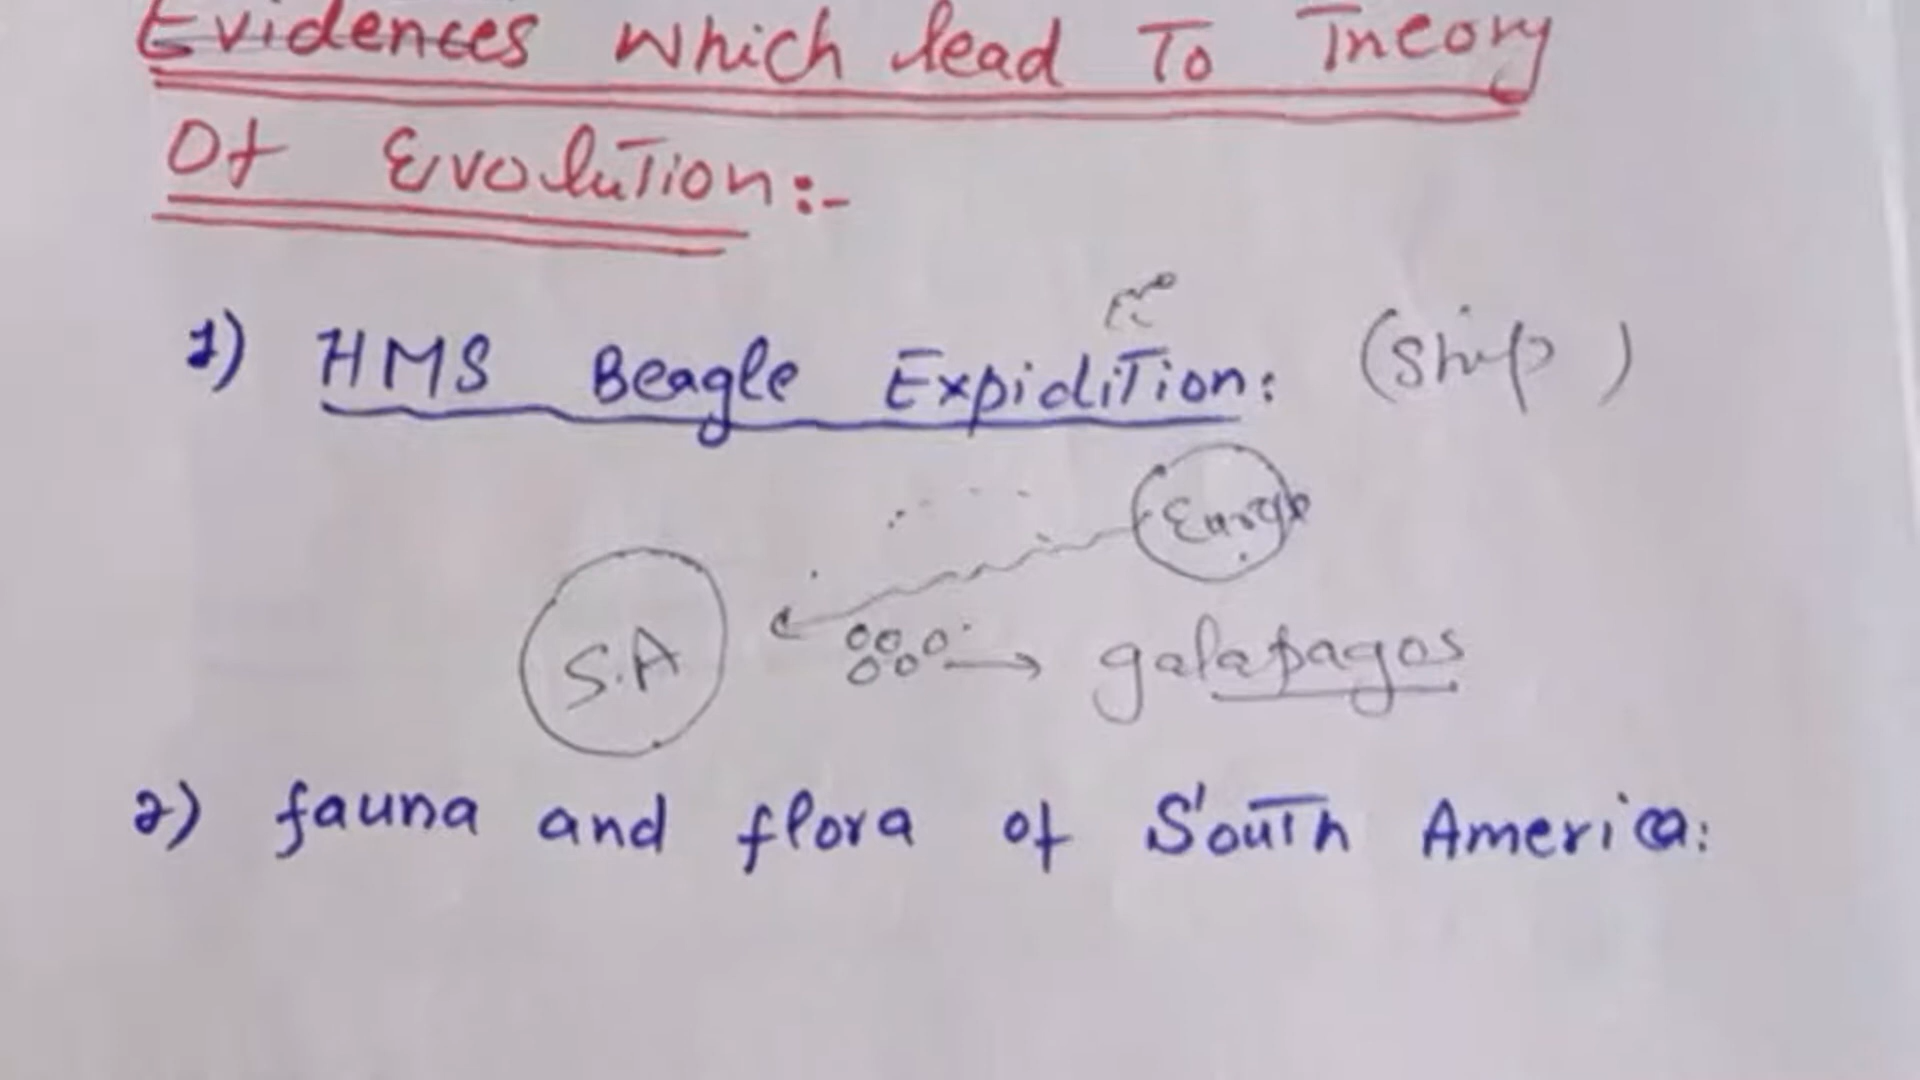 Evidences which lead To Theory
Of Evolution:-
1) HMS Beagle Expidition: (Ship)
Europe
S.A
galapagos
2) fauna and flora of South America: